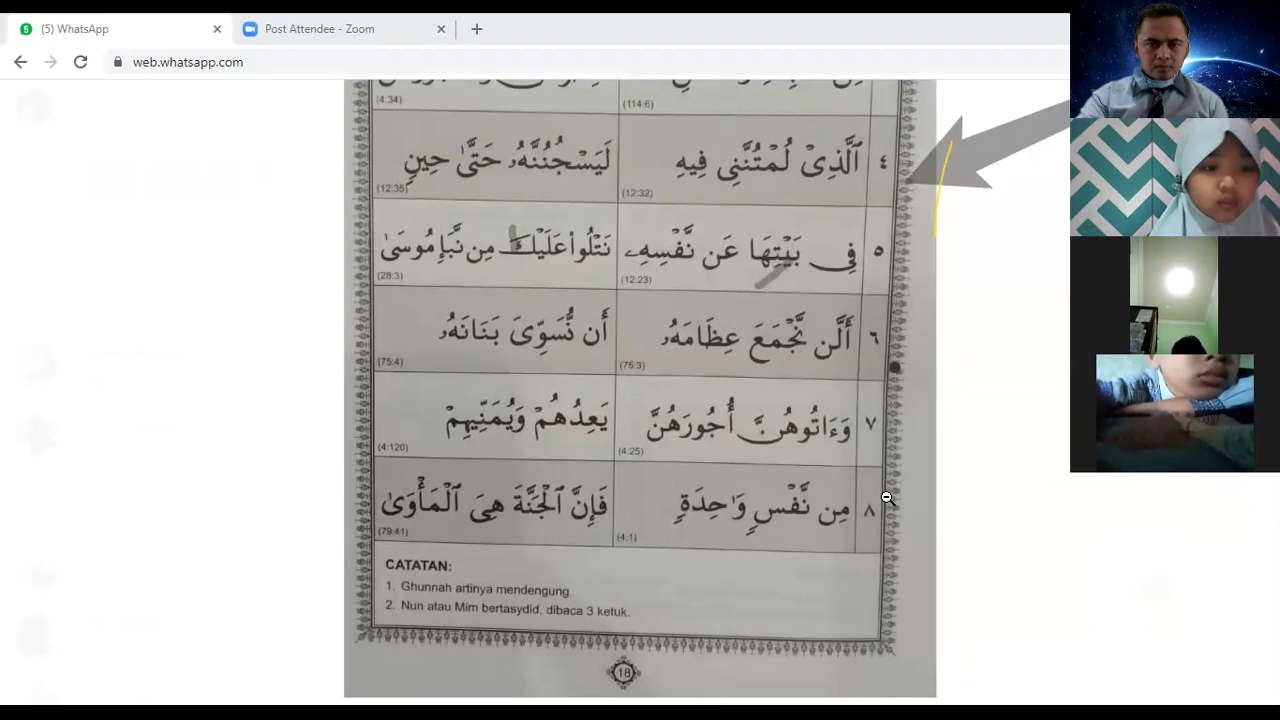 (5) WhatsApp
Post Attendee - Zoom
web.whatsapp.com
(114:6)
(4:34)
٤
ٱلَّذِىْ لُمْتُنَّنِى فِيهِ
(12:32)
لَيَسْجُنُنَّهُۥ حَتَّىٰ حِينٍ
(12:35)
٥
فِى بَيْتِهَا عَن نَّفْسِهِۦ
(12:23)
نَتْلُوا۟ عَلَيْكَ مِن نَّبَإِ مُوسَىٰ
(28:3)
٦
أَلَّن نَّجْمَعَ عِظَامَهُۥ
(75:3)
أَن نُّسَوِّىَ بَنَانَهُۥ
(75:4)
٧
وَءَاتُوهُنَّ أُجُورَهُنَّ
(4:25)
يَعِدُهُمْ وَيُمَنِّيهِمْ
(4:120)
٨
مِن نَّفْسٍ وَٰحِدَةٍ
(4:1)
فَإِنَّ ٱلْجَنَّةَ هِىَ ٱلْمَأْوَىٰ
(79:41)
CATATAN:
1. Ghunnah artinya mendengung.
2. Nun atau Mim bertasydid, dibaca 3 ketuk.
18